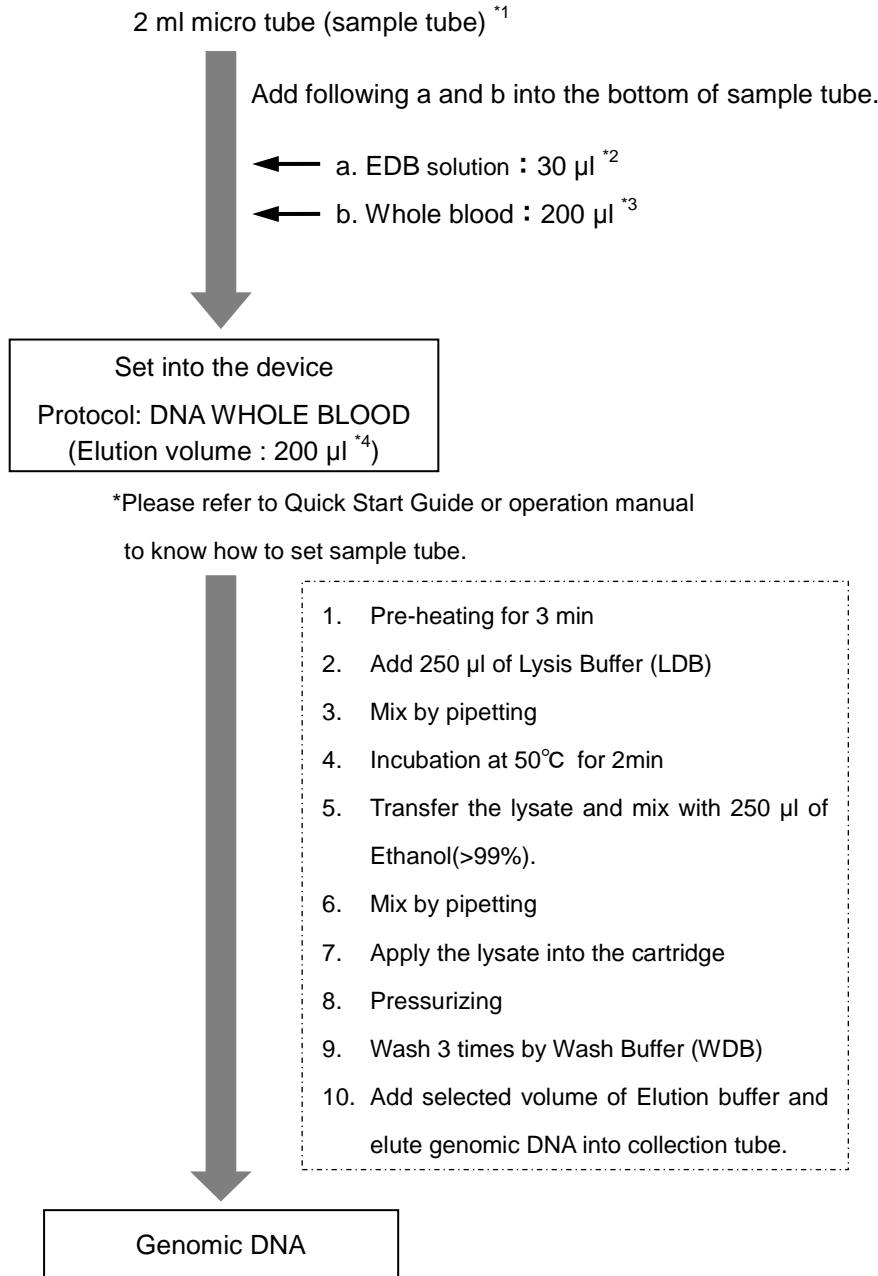 2 ml micro tube (sample tube) *1
Add following a and b into the bottom of sample tube.
a. EDB solution：30 µl *2
b. Whole blood：200 µl *3
Set into the device
Protocol: DNA WHOLE BLOOD
(Elution volume : 200 µl *4)
*Please refer to Quick Start Guide or operation manual
to know how to set sample tube.
1. Pre-heating for 3 min
2. Add 250 µl of Lysis Buffer (LDB)
3. Mix by pipetting
4. Incubation at 50℃ for 2min
5. Transfer the lysate and mix with 250 µl of
Ethanol(>99%).
6. Mix by pipetting
7. Apply the lysate into the cartridge
8. Pressurizing
9. Wash 3 times by Wash Buffer (WDB)
10. Add selected volume of Elution buffer and
elute genomic DNA into collection tube.
Genomic DNA